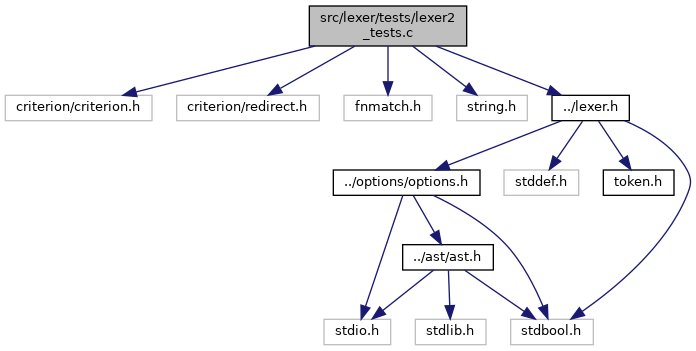 src/lexer/tests/lexer2
_tests.c
criterion/criterion.h
criterion/redirect.h
fnmatch.h
string.h
../lexer.h
../options/options.h
stddef.h
token.h
../ast/ast.h
stdio.h
stdlib.h
stdbool.h